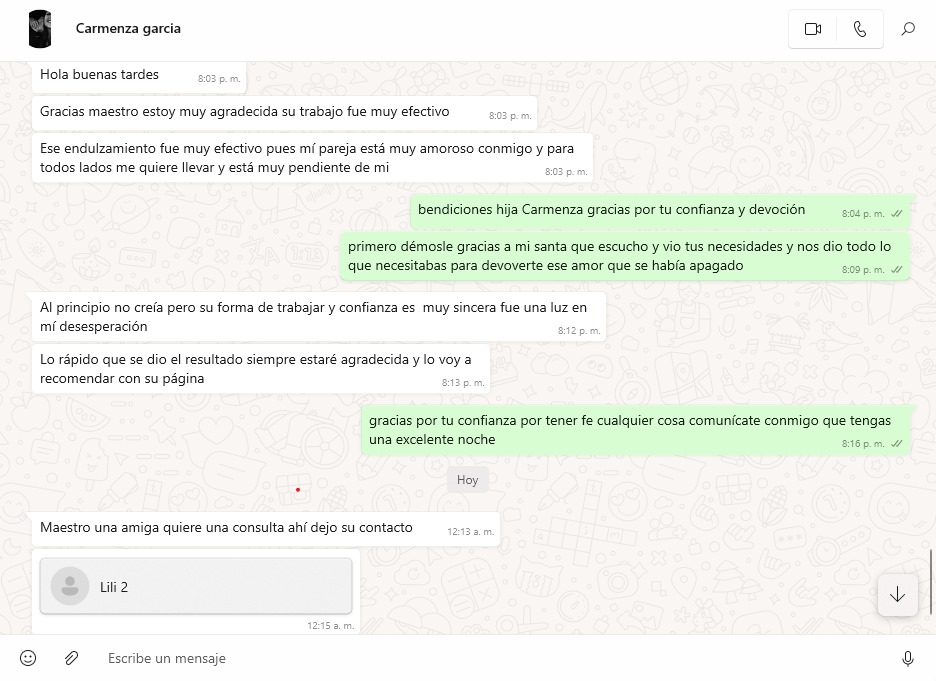 Carmenza garcia
Hola buenas tardes
8:03 p. m.
Gracias maestro estoy muy agradecida su trabajo fue muy efectivo
8:03 p. m.
Ese endulzamiento fue muy efectivo pues mí pareja está muy amoroso conmigo y para
todos lados me quiere llevar y está muy pendiente de mi
8:03 p. m.
bendiciones hija Carmenza gracias por tu confianza y devoción
8:04 p. m.
primero démosle gracias a mi santa que escucho y vio tus necesidades y nos dio todo lo
que necesitabas para devoverte ese amor que se había apagado
8:09 p. m.
Al principio no creía pero su forma de trabajar y confianza es  muy sincera fue una luz en
mí desesperación
8:12 p. m.
Lo rápido que se dio el resultado siempre estaré agradecida y lo voy a
recomendar con su página
8:13 p. m.
gracias por tu confianza por tener fe cualquier cosa comunícate conmigo que tengas
una excelente noche
8:16 p. m.
Hoy
Maestro una amiga quiere una consulta ahí dejo su contacto
12:13 a. m.
Lili 2
12:15 a. m.
Escribe un mensaje